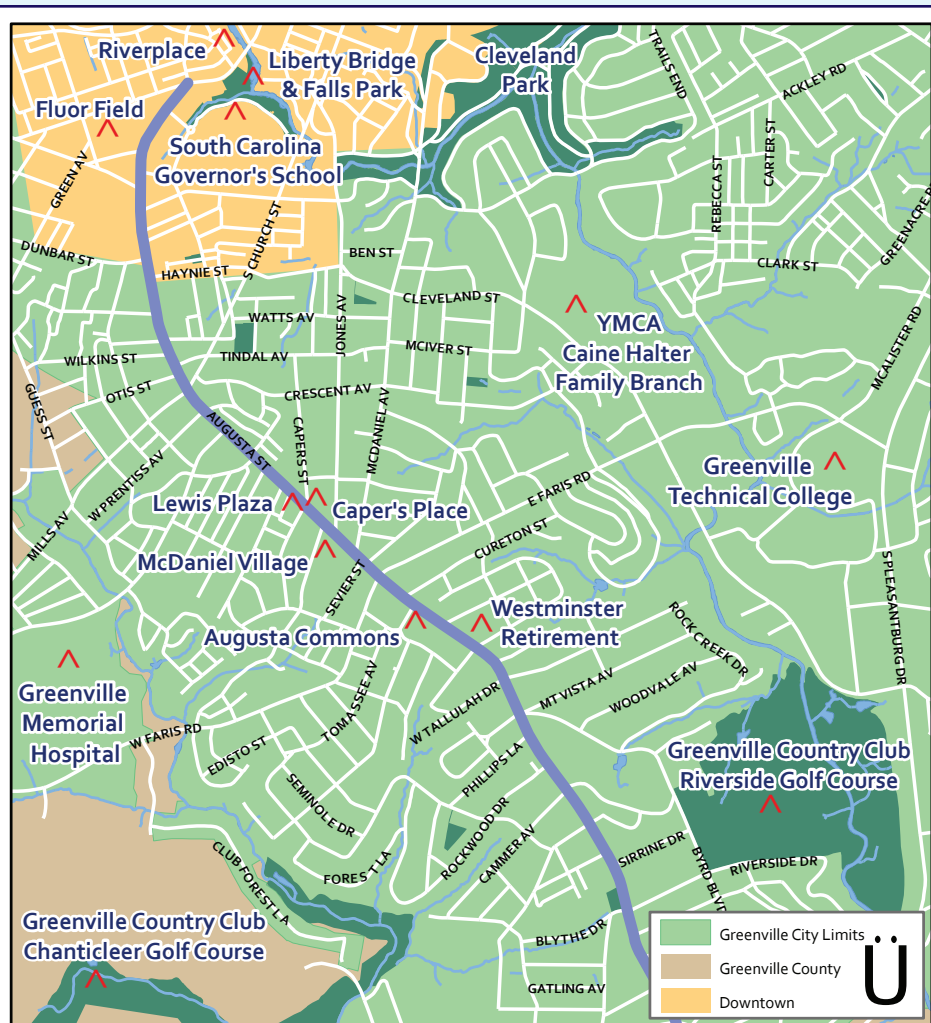 Riverplace
Liberty Bridge
& Falls Park
Cleveland
Park
TRAILS END
ACKLEY RD
Fluor Field
South Carolina
Governor's School
GREEN AV
CARTER ST
REBECCA ST
S CHURCH ST
GREENACRE
DUNBAR ST
HAYNIE ST
BEN ST
CLARK ST
CLEVELAND ST
WATTS AV
JONES AV
YMCA
Caine Halter
Family Branch
MCALISTER RD
WILKINS ST
TINDAL AV
MCIVER ST
OTIS ST
CRESCENT AV
GUESS ST
AUGUSTA ST
CAPERS ST
MCDANIEL AV
W PRENTISS AV
Greenville
Technical College
E FARIS RD
Lewis Plaza
Caper's Place
MILLS AV
CURETON ST
McDaniel Village
SEVIER ST
S PLEASANTBURG DR
Augusta Commons
Westminster
Retirement
ROCK CREEK DR
Greenville
Memorial
Hospital
TOMASSEE AV
W TALLULAH DR
MT VISTA AV
WOODVALE AV
W FARIS RD
EDISTO ST
PHILLIPS LA
Greenville Country Club
Riverside Golf Course
SEMINOLE DR
ROCKWOOD DR
CAMMER AV
SIRRINE DR
BYRD BLVD
RIVERSIDE DR
FOREST LA
CLUB FOREST LA
Greenville Country Club
Chanticleer Golf Course
BLYTHE DR
GATLING AV
Greenville City Limits
Greenville County
Downtown
Ü